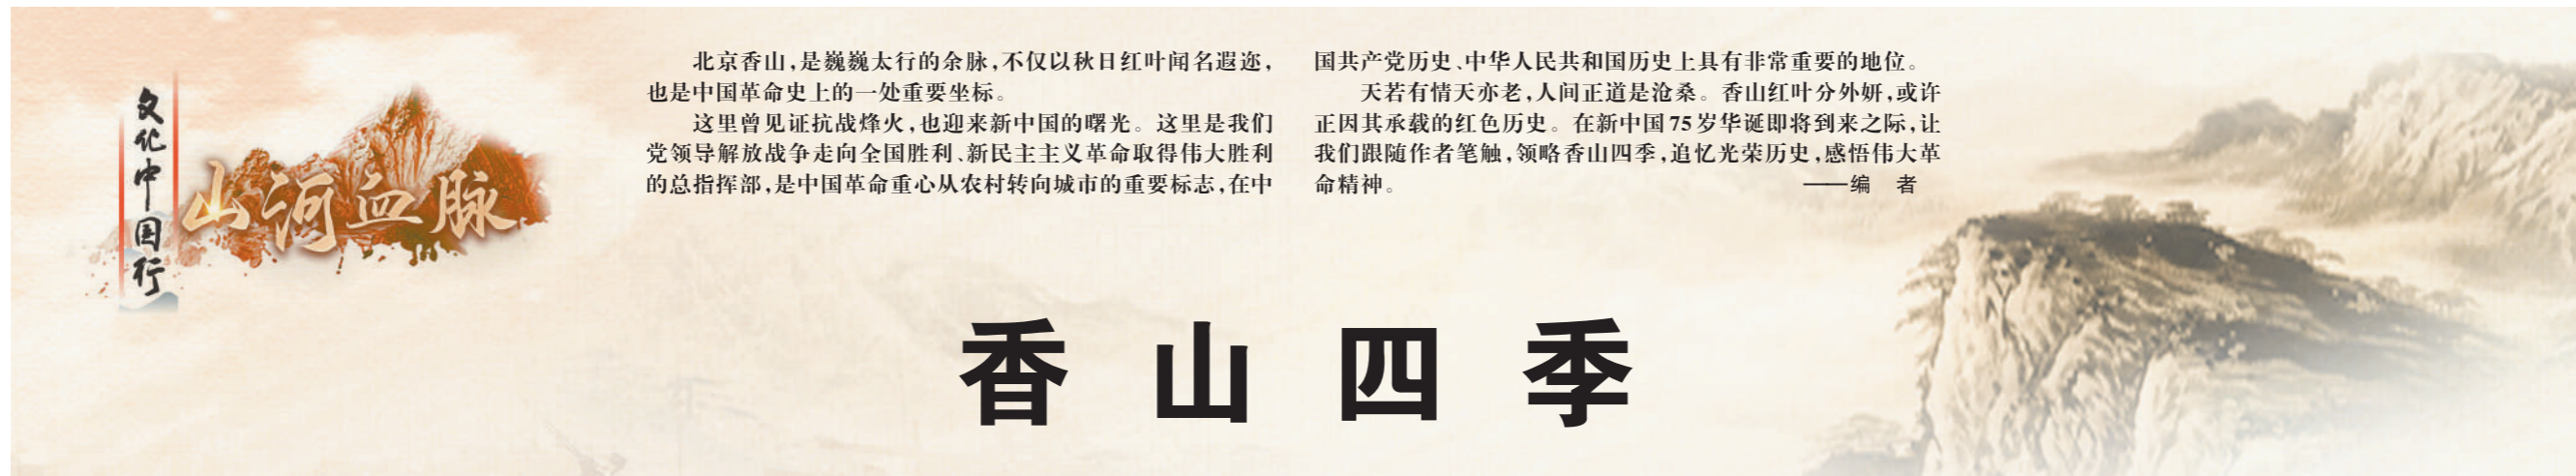 文化中国行
山河血脉
北京香山，是巍巍太行的余脉，不仅以秋日红叶闻名遐迩，
也是中国革命史上的一处重要坐标。
这里曾见证抗战烽火，也迎来新中国的曙光。这里是我们
党领导解放战争走向全国胜利、新民主主义革命取得伟大胜利
的总指挥部，是中国革命重心从农村转向城市的重要标志，在中
国共产党历史、中华人民共和国历史上具有非常重要的地位。
天若有情天亦老，人间正道是沧桑。香山红叶分外妍，或许
正因其承载的红色历史。在新中国75岁华诞即将到来之际，让
我们跟随作者笔触，领略香山四季，追忆光荣历史，感悟伟大革
命精神。
——编　者
香山四季